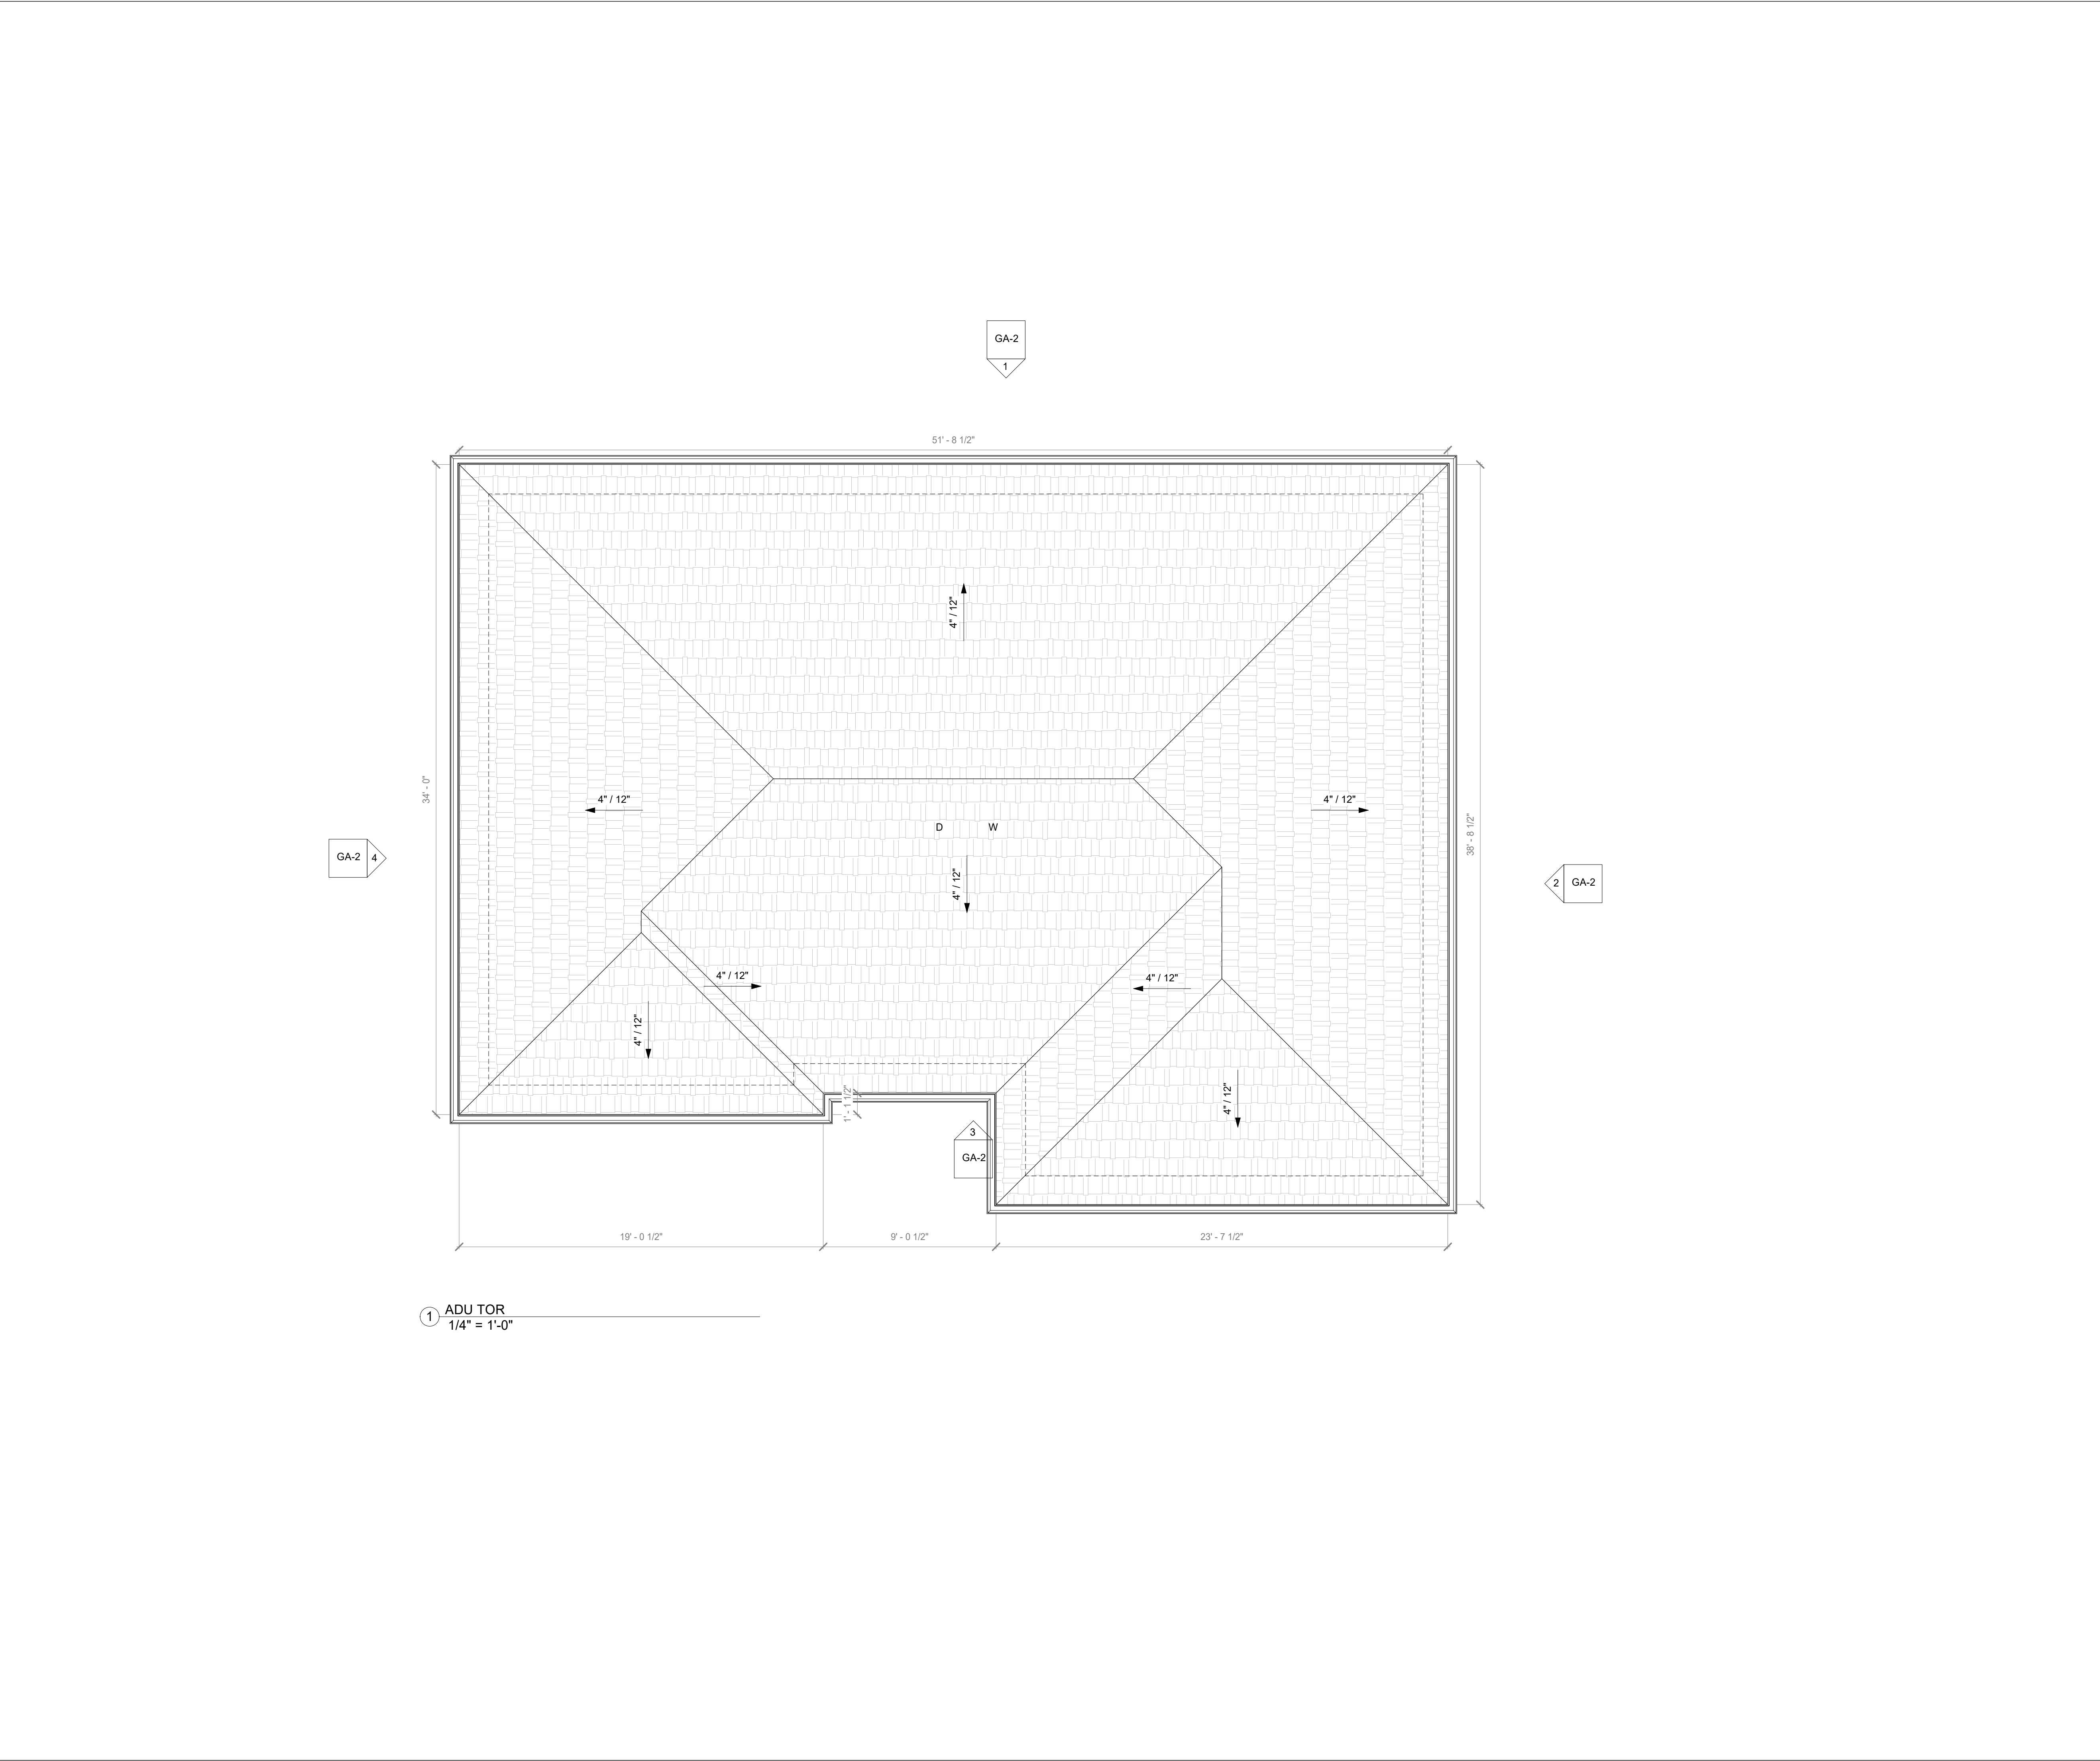 GA-2
1
51' - 8 1/2"
34' - 0"
38' - 8 1/2"
4" / 12"
4" / 12"
4" / 12"
D
W
GA-2
4
2
GA-2
4" / 12"
4" / 12"
4" / 12"
4" / 12"
4" / 12"
1' - 1 1/2"
3
GA-2
19' - 0 1/2"
9' - 0 1/2"
23' - 7 1/2"
1
ADU TOR
1/4" = 1'-0"